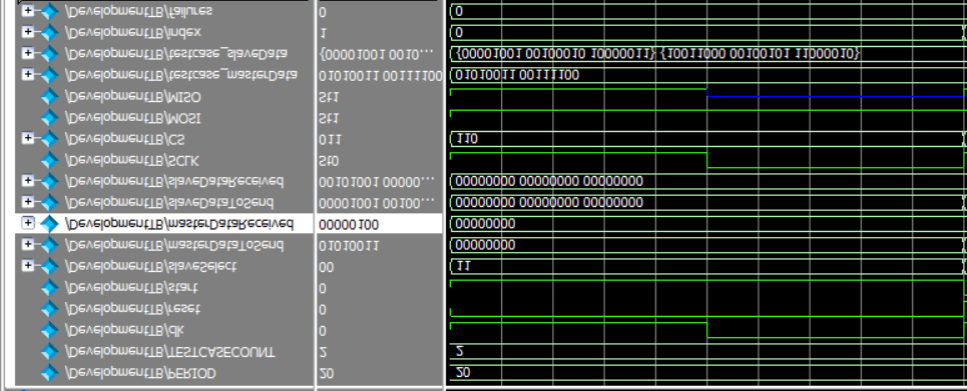 /DevelopmentTB/PERIOD 20 20
/DevelopmentTB/TESTCASECOUNT 2 2
/DevelopmentTB/clk 0
/DevelopmentTB/reset 0
/DevelopmentTB/start 0
/DevelopmentTB/slaveSelect 00 11
/DevelopmentTB/masterDataToSend 01010011 00000000
/DevelopmentTB/masterDataReceived 00000100 00000000
/DevelopmentTB/slaveDataToSend 00001001 00100... 00000000 00000000 00000000
/DevelopmentTB/slaveDataReceived 00101001 00000... 00000000 00000000 00000000
/DevelopmentTB/SCLK St0
/DevelopmentTB/CS 011 110
/DevelopmentTB/MOSI St1
/DevelopmentTB/MISO St1
/DevelopmentTB/testcase_masterData 01010011 00111100 01010011 00111100
/DevelopmentTB/testcase_slaveData {00001001 0010... {00001001 00100010 10000011} {10011000 00100101 11000010}
/DevelopmentTB/index 1 0
/DevelopmentTB/failures 0 0